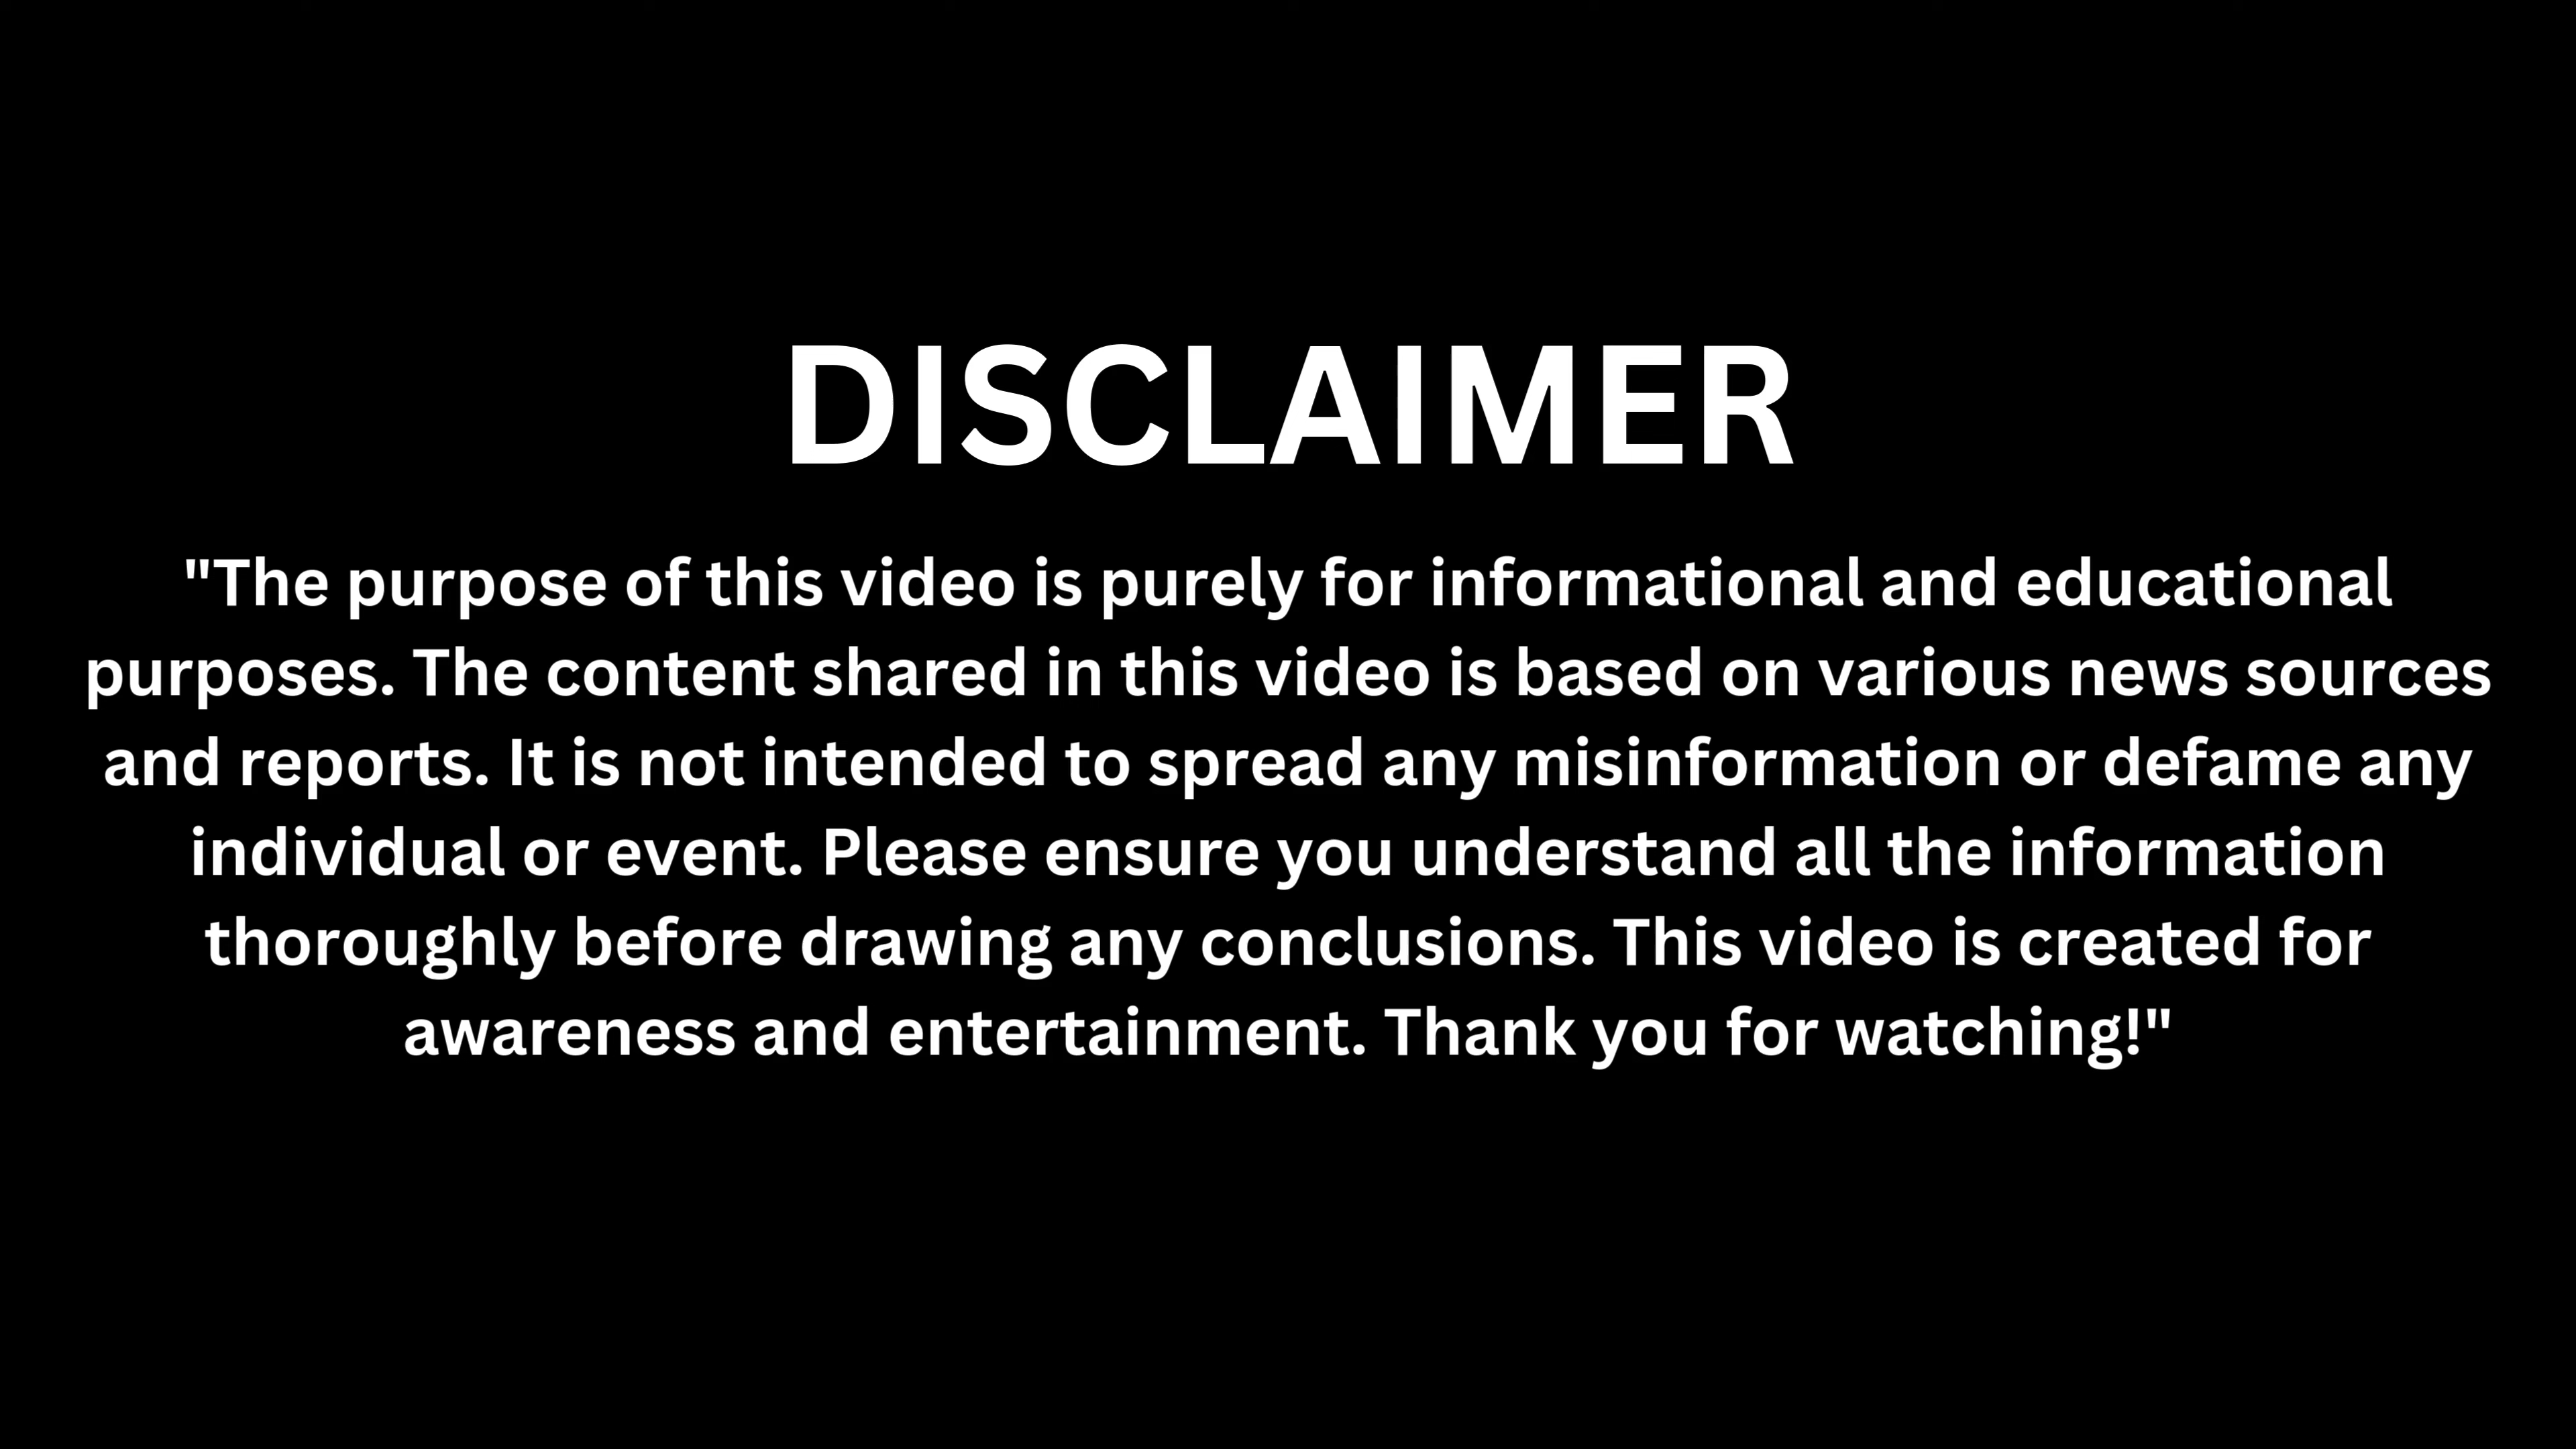 DISCLAIMER
"The purpose of this video is purely for informational and educational
purposes. The content shared in this video is based on various news sources
and reports. It is not intended to spread any misinformation or defame any
individual or event. Please ensure you understand all the information
thoroughly before drawing any conclusions. This video is created for
awareness and entertainment. Thank you for watching!"